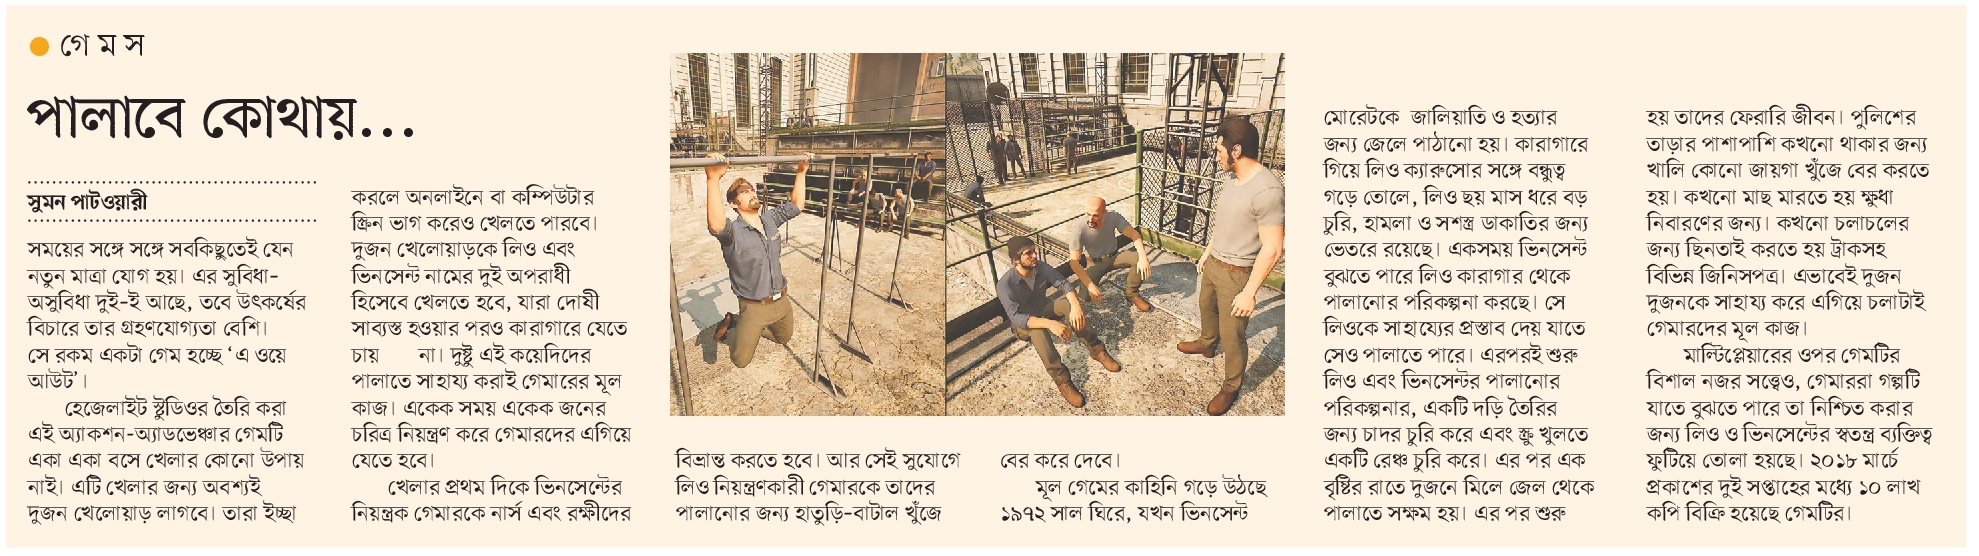 গেমস
পালাবে কোথায়...
সুমন পাটওয়ারী
সময়ের সঙ্গে সঙ্গে সবকিছুতেই যেন
নতুন মাত্রা যোগ হয়। এর সুবিধা-
অসুবিধা দুই-ই আছে, তবে উৎকর্ষের
বিচারে তার গ্রহণযোগ্যতা বেশি।
সে রকম একটা গেম হচ্ছে ‘এ ওয়ে
আউট’।
হেজেলাইট স্টুডিওর তৈরি করা
এই অ্যাকশন-অ্যাডভেঞ্চার গেমটি
একা একা বসে খেলার কোনো উপায়
নাই। এটি খেলার জন্য অবশ্যই
দুজন খেলোয়াড় লাগবে। তারা ইচ্ছা
করলে অনলাইনে বা কম্পিউটার
স্ক্রিন ভাগ করেও খেলতে পারবে।
দুজন খেলোয়াড়কে লিও এবং
ভিনসেন্ট নামের দুই অপরাধী
হিসেবে খেলতে হবে, যারা দোষী
সাব্যস্ত হওয়ার পরও কারাগারে যেতে
চায় না। দুষ্টু এই কয়েদিদের
পালাতে সাহায্য করাই গেমারের মূল
কাজ। একেক সময় একেক জনের
চরিত্র নিয়ন্ত্রণ করে গেমারদের এগিয়ে
যেতে হবে।
খেলার প্রথম দিকে ভিনসেন্টের
নিয়ন্ত্রক গেমারকে নার্স এবং রক্ষীদের
বিভ্রান্ত করতে হবে। আর সেই সুযোগে
লিও নিয়ন্ত্রণকারী গেমারকে তাদের
পালানোর জন্য হাতুড়ি-বাটাল খুঁজে
বের করে দেবে।
মূল গেমের কাহিনি গড়ে উঠছে
১৯৭২ সাল ঘিরে, যখন ভিনসেন্ট
মোরেটকে জালিয়াতি ও হত্যার
জন্য জেলে পাঠানো হয়। কারাগারে
গিয়ে লিও ক্যারুসোর সঙ্গে বন্ধুত্ব
গড়ে তোলে, লিও ছয় মাস ধরে বড়
চুরি, হামলা ও সশস্ত্র ডাকাতির জন্য
ভেতরে রয়েছে। একসময় ভিনসেন্ট
বুঝতে পারে লিও কারাগার থেকে
পালানোর পরিকল্পনা করছে। সে
লিওকে সাহায্যের প্রস্তাব দেয় যাতে
সেও পালাতে পারে। এরপরই শুরু
লিও এবং ভিনসেন্টর পালানোর
পরিকল্পনার, একটি দড়ি তৈরির
জন্য চাদর চুরি করে এবং স্ক্রু খুলতে
একটি রেঞ্চ চুরি করে। এর পর এক
বৃষ্টির রাতে দুজনে মিলে জেল থেকে
পালাতে সক্ষম হয়। এর পর শুরু
হয় তাদের ফেরারি জীবন। পুলিশের
তাড়ার পাশাপাশি কখনো থাকার জন্য
খালি কোনো জায়গা খুঁজে বের করতে
হয়। কখনো মাছ মারতে হয় ক্ষুধা
নিবারণের জন্য। কখনো চলাচলের
জন্য ছিনতাই করতে হয় ট্রাকসহ
বিভিন্ন জিনিসপত্র। এভাবেই দুজন
দুজনকে সাহায্য করে এগিয়ে চলাটাই
গেমারদের মূল কাজ।
মাল্টিপ্লেয়ারের ওপর গেমটির
বিশাল নজর সত্ত্বেও, গেমাররা গল্পটি
যাতে বুঝতে পারে তা নিশ্চিত করার
জন্য লিও ও ভিনসেন্টের স্বতন্ত্র ব্যক্তিত্ব
ফুটিয়ে তোলা হয়ছে। ২০১৮ মার্চে
প্রকাশের দুই সপ্তাহের মধ্যে ১০ লাখ
কপি বিক্রি হয়েছে গেমটির।